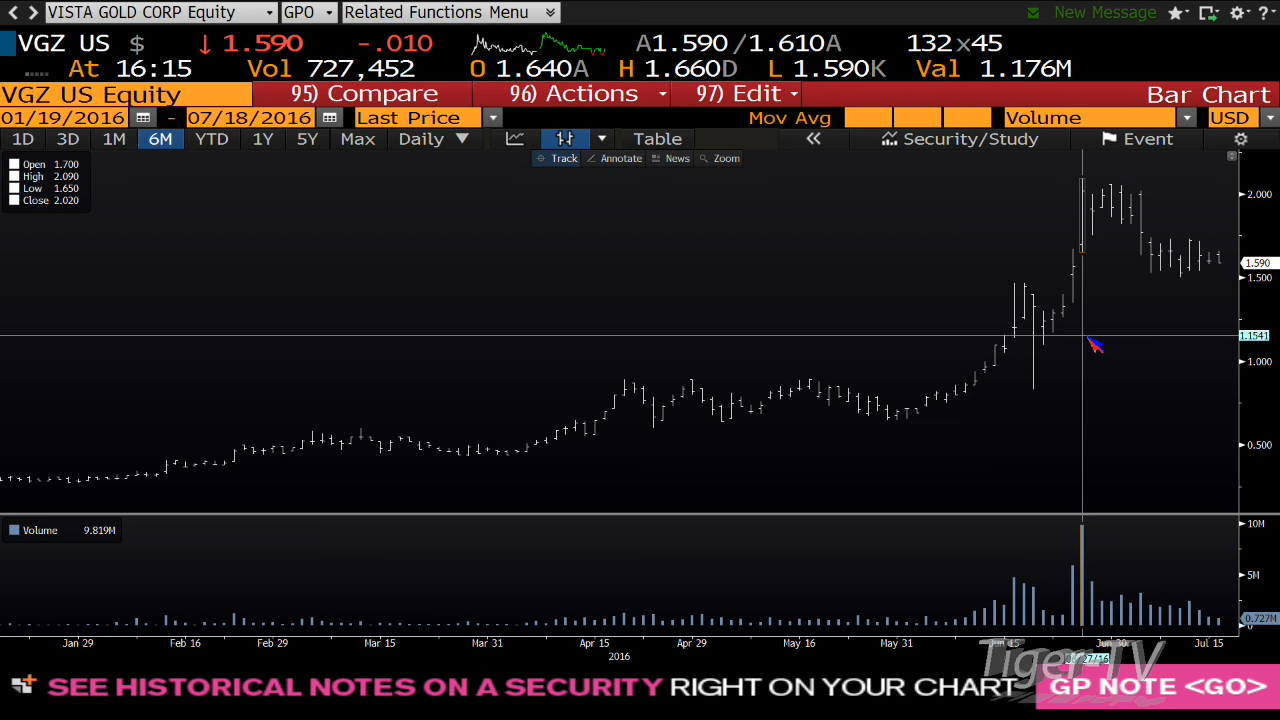 VISTA GOLD CORP Equity GPO Related Functions Menu New Message ?
VGZ US $ ↓ 1.590 -.010 A1.590 /1.610A 132x45
At 16:15 Vol 727,452 O 1.640A H 1.660D L 1.590K Val 1.176M
VGZ US Equity 95) Compare 96) Actions 97) Edit Bar Chart
01/19/2016 - 07/18/2016 Last Price Mov Avg Volume USD
1D 3D 1M 6M YTD 1Y 5Y Max Daily ▼ Table « Security/Study Event
Track Annotate News Zoom
Open 1.700
High 2.090
Low 1.650
Close 2.020
2.000
1.590
1.500
1.1541
1.000
0.500
Volume 9.819M
10M
5M
0.727M
0
Jan 29 Feb 16 Feb 29 Mar 15 Mar 31 Apr 15 Apr 29 May 16 May 31 Jun 15 Jun 30 Jul 15
2016
TigerTV
SEE HISTORICAL NOTES ON A SECURITY RIGHT ON YOUR CHART GP NOTE <GO>